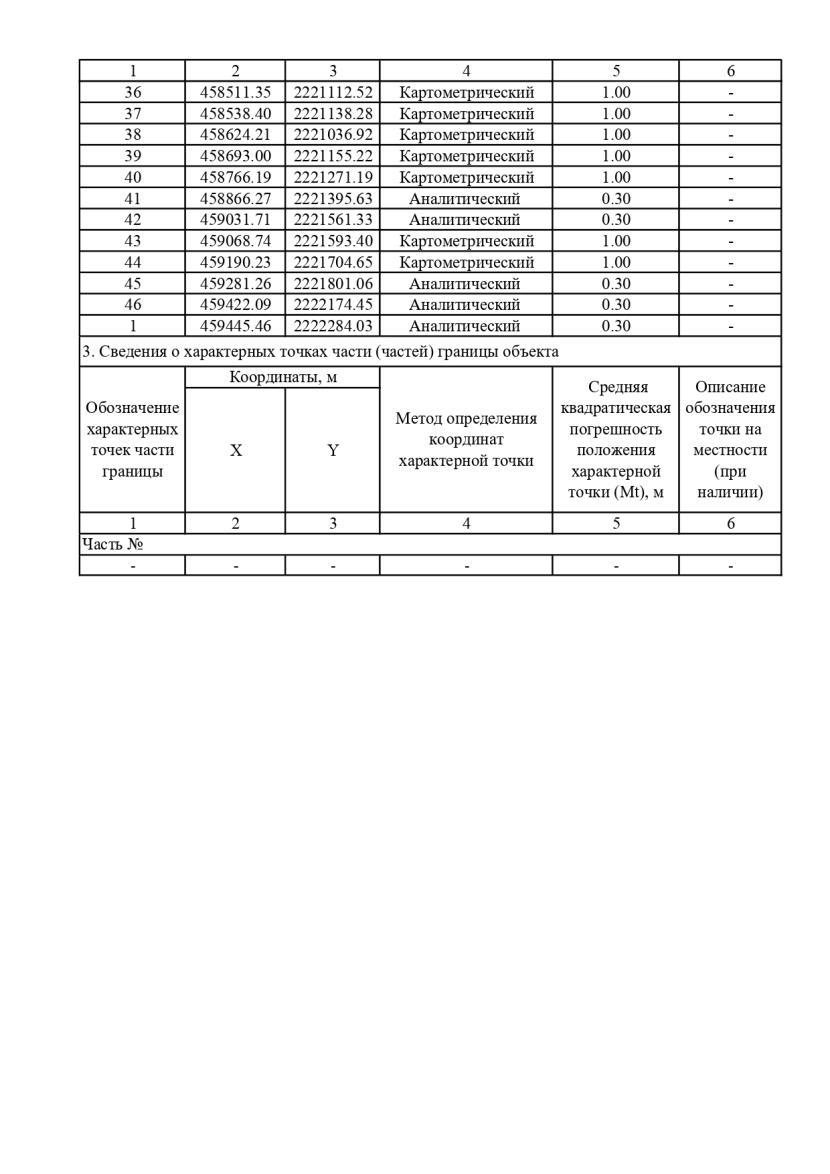 1 2 3 4 5 6
36 458511.35 2221112.52 Картометрический 1.00 -
37 458538.40 2221138.28 Картометрический 1.00 -
38 458624.21 2221036.92 Картометрический 1.00 -
39 458693.00 2221155.22 Картометрический 1.00 -
40 458766.19 2221271.19 Картометрический 1.00 -
41 458866.27 2221395.63 Аналитический 0.30 -
42 459031.71 2221561.33 Аналитический 0.30 -
43 459068.74 2221593.40 Картометрический 1.00 -
44 459190.23 2221704.65 Картометрический 1.00 -
45 459281.26 2221801.06 Аналитический 0.30 -
46 459422.09 2222174.45 Аналитический 0.30 -
1 459445.46 2222284.03 Аналитический 0.30 -
3. Сведения о характерных точках части (частей) границы объекта
Обозначение
характерных
точек части
границы
Координаты, м
X
Y
Метод определения
координат
характерной точки
Средняя
квадратическая
погрешность
положения
характерной
точки (Mt), м
Описание
обозначения
точки на
местности
(при
наличии)
1 2 3 4 5 6
Часть №
- - - - - -